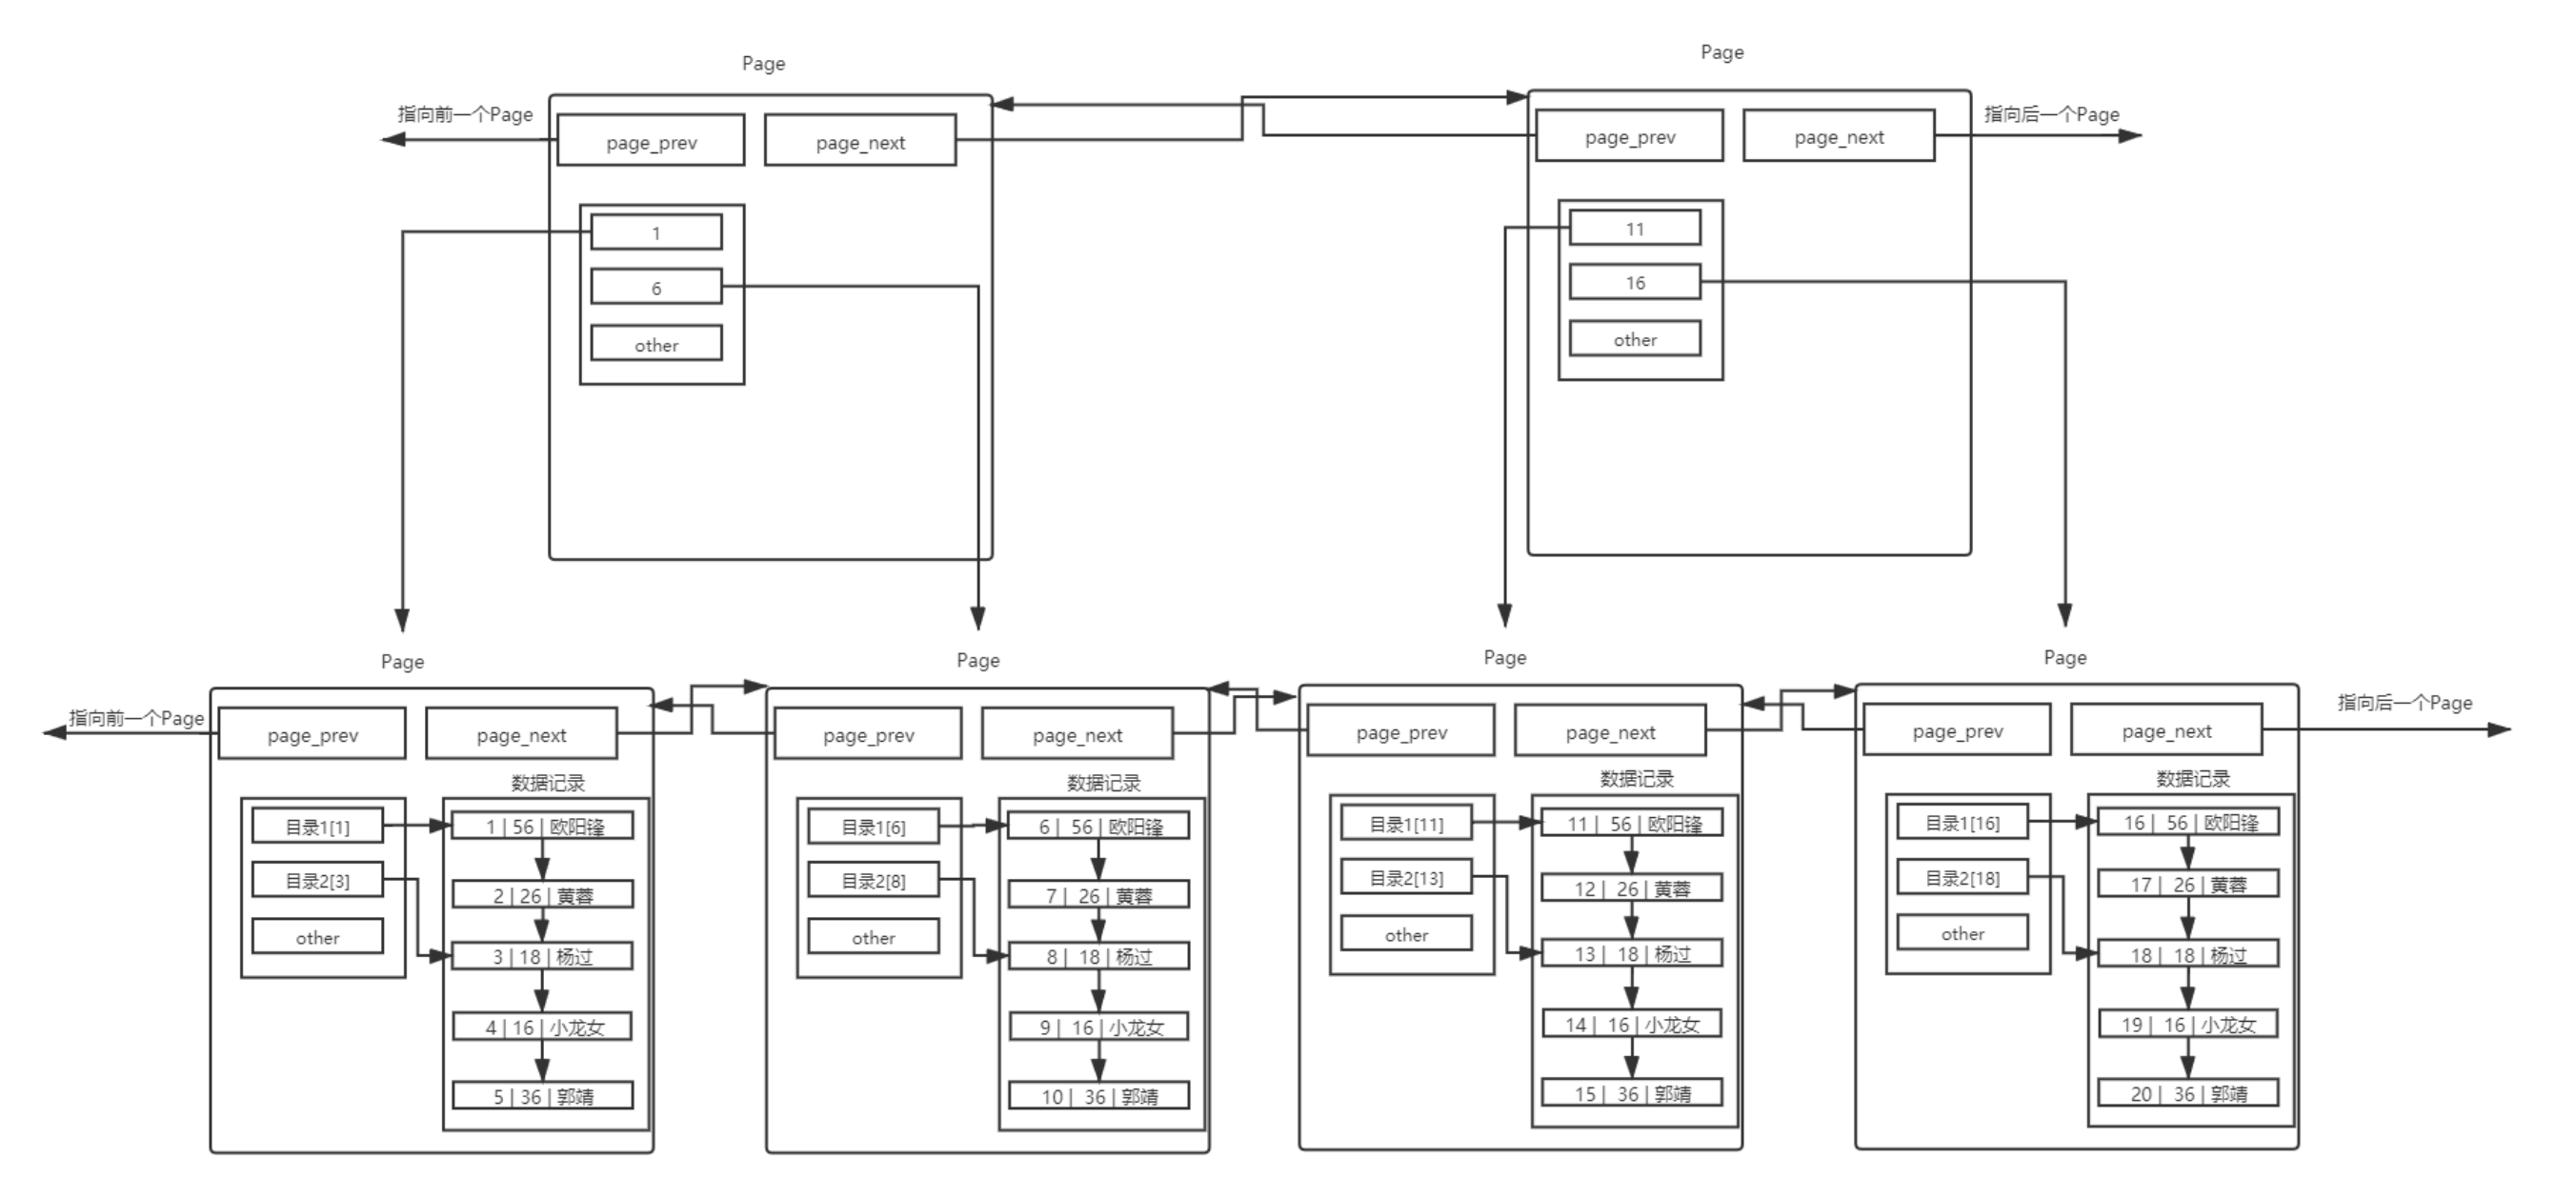 Page
Page
指向前一个Page
page_prev
page_next
page_prev
page_next
指向后一个Page
1
6
other
11
16
other
Page
Page
Page
Page
指向前一个Page
page_prev
page_next
page_prev
page_next
page_prev
page_next
page_prev
page_next
指向后一个Page
数据记录
目录1[1]
目录2[3]
other
1 | 56 | 欧阳锋
2 | 26 | 黄蓉
3 | 18 | 杨过
4 | 16 | 小龙女
5 | 36 | 郭靖
数据记录
目录1[6]
目录2[8]
other
6 | 56 | 欧阳锋
7 | 26 | 黄蓉
8 | 18 | 杨过
9 | 16 | 小龙女
10 | 36 | 郭靖
数据记录
目录1[11]
目录2[13]
other
11 | 56 | 欧阳锋
12 | 26 | 黄蓉
13 | 18 | 杨过
14 | 16 | 小龙女
15 | 36 | 郭靖
数据记录
目录1[16]
目录2[18]
other
16 | 56 | 欧阳锋
17 | 26 | 黄蓉
18 | 18 | 杨过
19 | 16 | 小龙女
20 | 36 | 郭靖